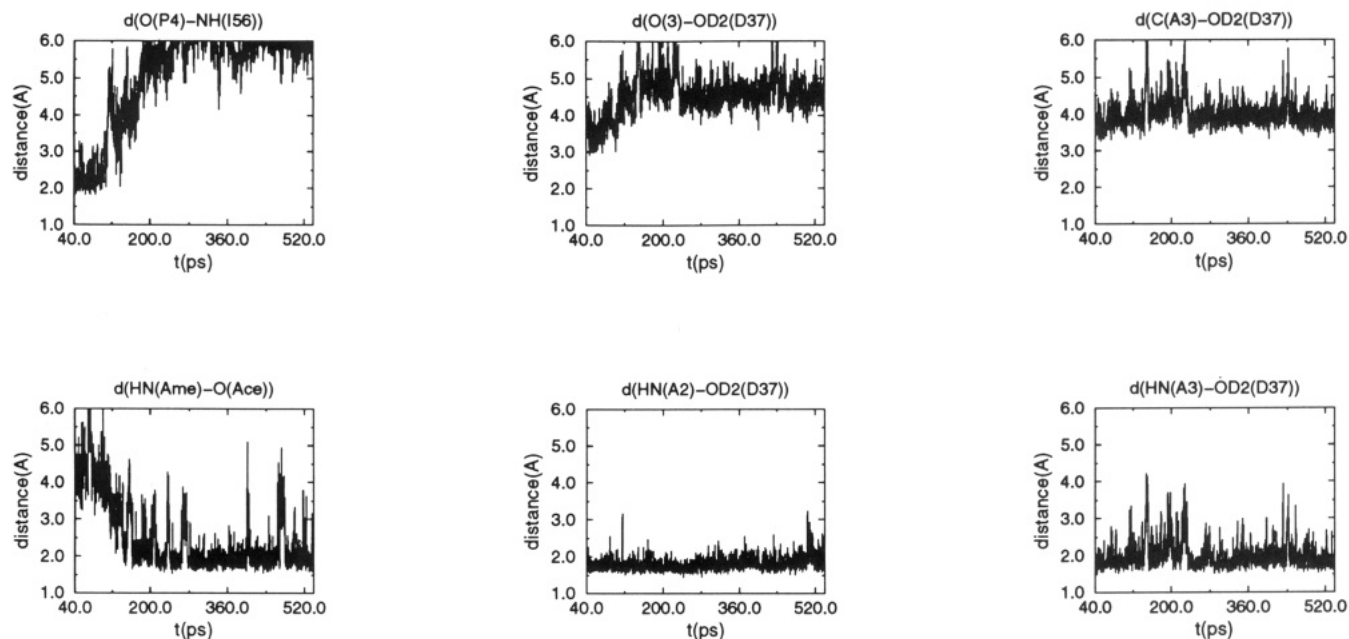 d(O(P4)-NH(I56))
6.0
5.0
4.0
3.0
2.0
1.0
distance(A)
40.0 200.0 360.0 520.0
t(ps)
d(O(3)-OD2(D37))
6.0
5.0
4.0
3.0
2.0
1.0
distance(A)
40.0 200.0 360.0 520.0
t(ps)
d(C(A3)-OD2(D37))
6.0
5.0
4.0
3.0
2.0
1.0
distance(A)
40.0 200.0 360.0 520.0
t(ps)
d(HN(Ame)-O(Ace))
6.0
5.0
4.0
3.0
2.0
1.0
distance(A)
40.0 200.0 360.0 520.0
t(ps)
d(HN(A2)-OD2(D37))
6.0
5.0
4.0
3.0
2.0
1.0
distance(A)
40.0 200.0 360.0 520.0
t(ps)
d(HN(A3)-OD2(D37))
6.0
5.0
4.0
3.0
2.0
1.0
distance(A)
40.0 200.0 360.0 520.0
t(ps)